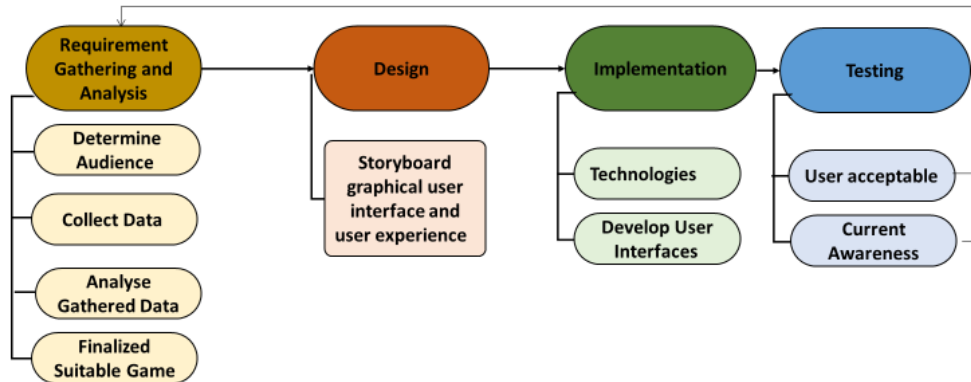 Requirement
Gathering and
Analysis
Design
Implementation
Testing
Determine
Audience
Collect Data
Analyse
Gathered Data
Finalized
Suitable Game
Storyboard
graphical user
interface and
user experience
Technologies
Develop User
Interfaces
User acceptable
Current
Awareness